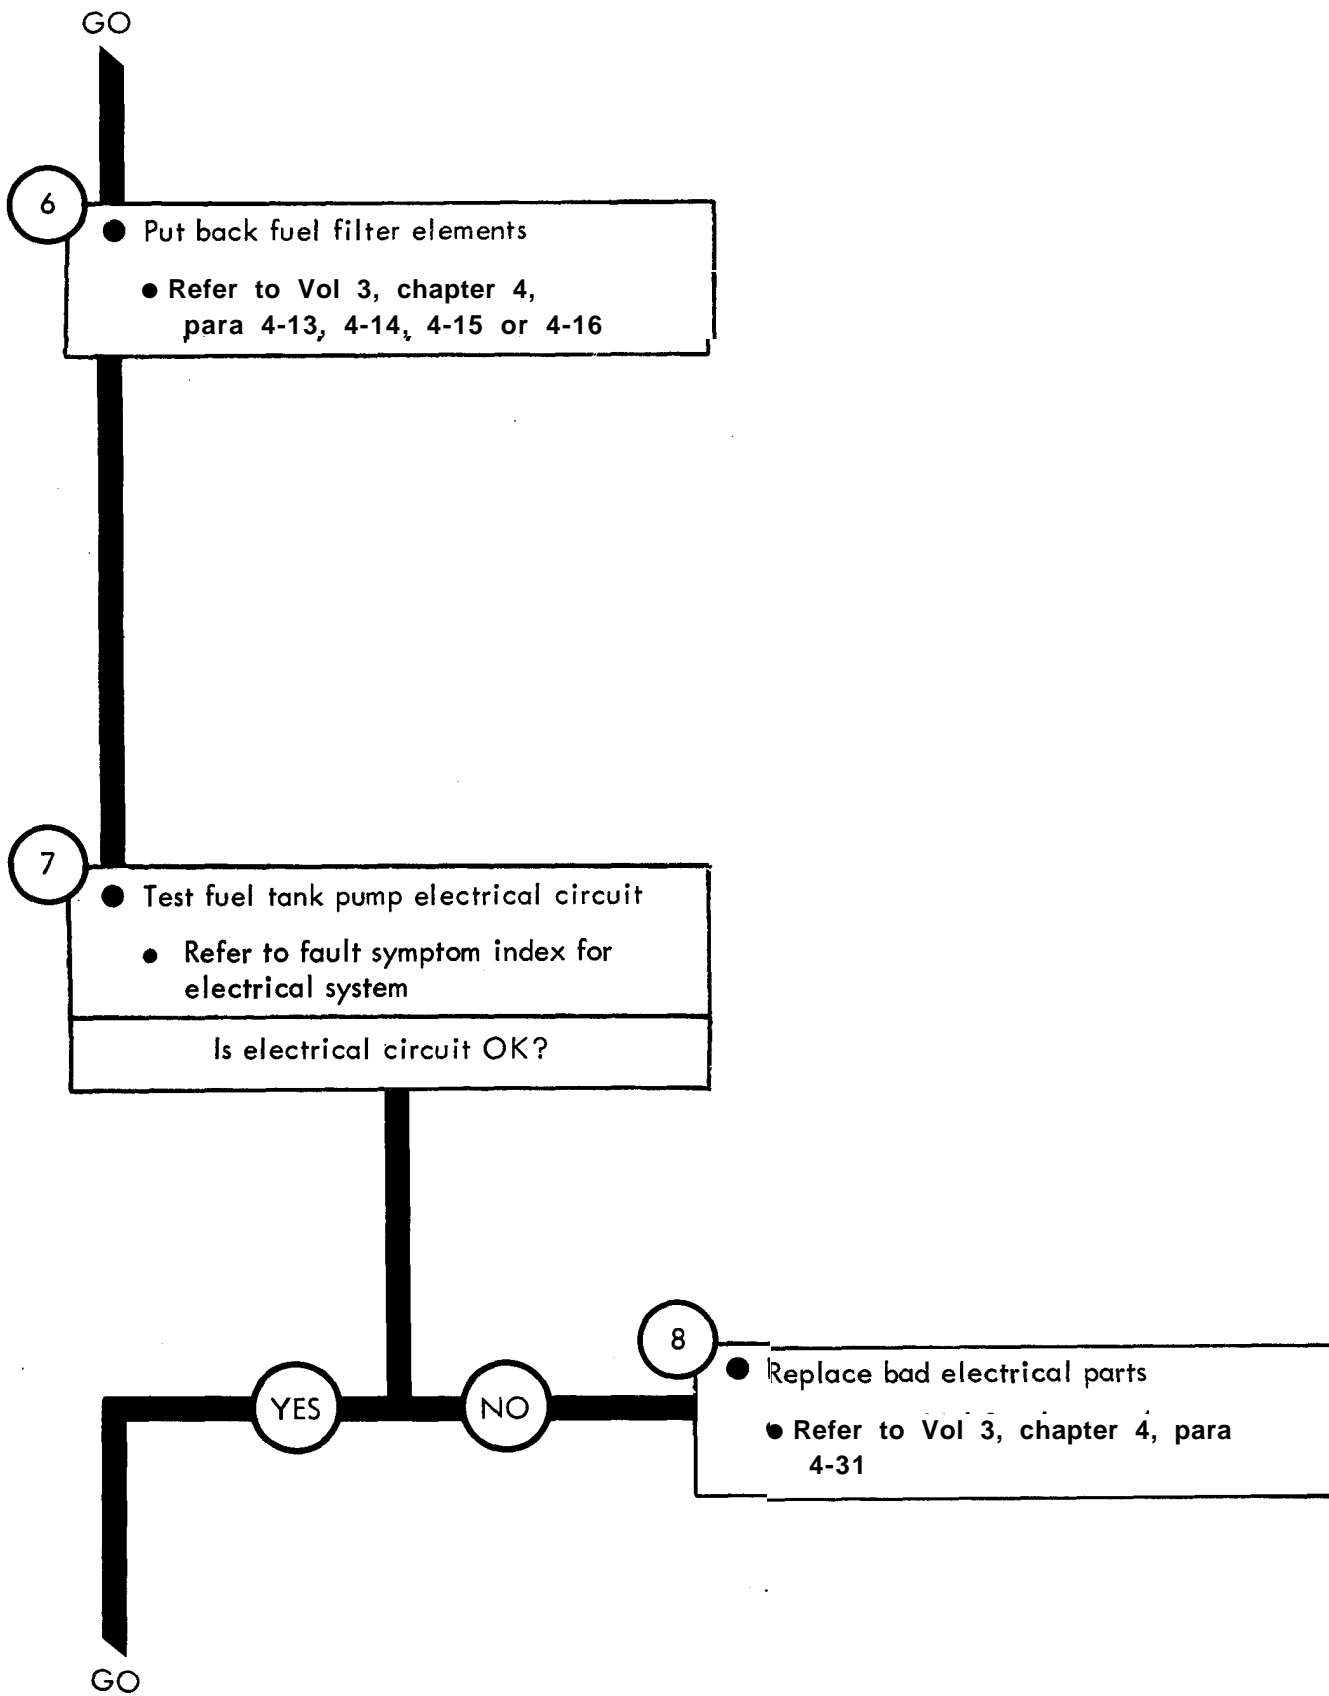 GO
6
● Put back fuel filter elements
● Refer to Vol 3, chapter 4,
para 4-13, 4-14, 4-15 or 4-16
7
● Test fuel tank pump electrical circuit
● Refer to fault symptom index for
electrical system
Is electrical circuit OK?
YES
NO
8
● Replace bad electrical parts
● Refer to Vol 3, chapter 4, para
4-31
GO